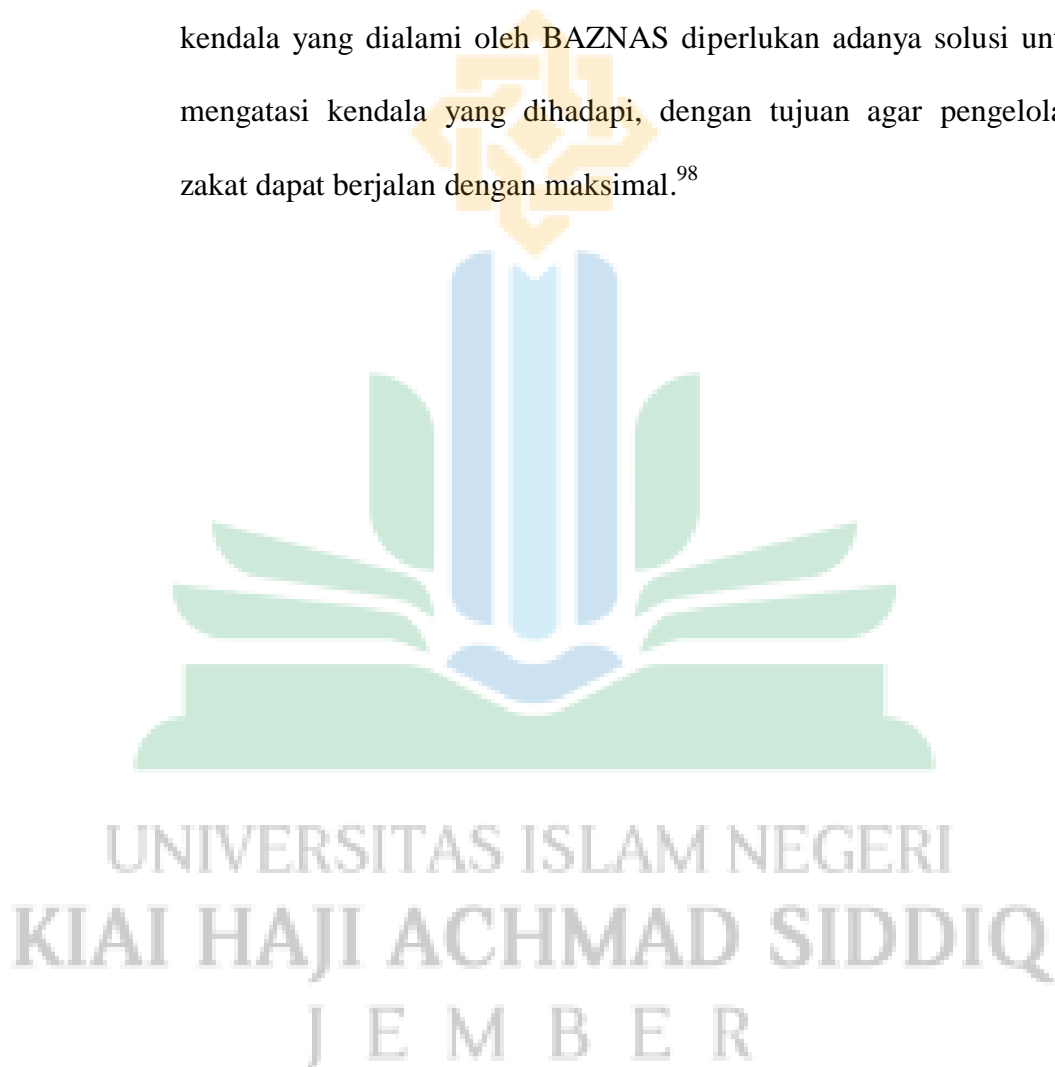 kendala yang dialami oleh BAZNAS diperlukan adanya solusi un
mengatasi kendala yang dihadapi, dengan tujuan agar pengelola
zakat dapat berjalan dengan maksimal.98
UNIVERSITAS ISLAM NEGERI
KIAI HAJI ACHMAD SIDDIQ
J E M B E R